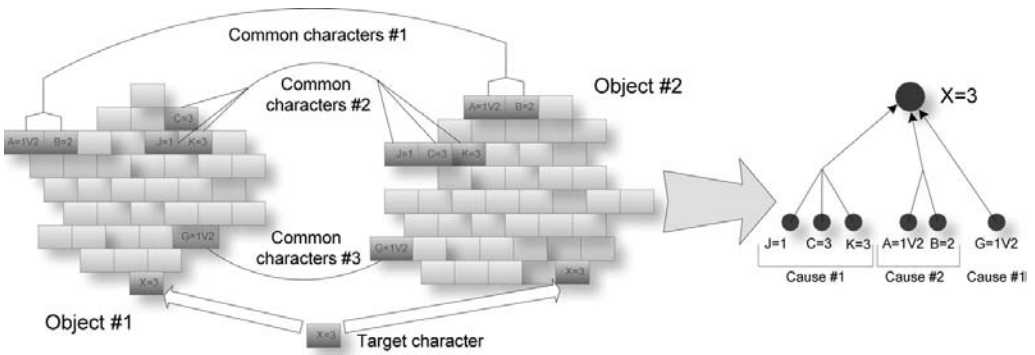 Common characters #1
Common
characters #2
Object #2
A=1V2 B=2
C=3
A=1V2 B=2
J=1 K=3
J=1 C=3 K=3
X=3
G=1V2
G=1V2
Common
characters #3
X=3
X=3
Object #1
X=3
Target character
J=1 C=3 K=3 A=1V2 B=2 G=1V2
Cause #1 Cause #2 Cause #1